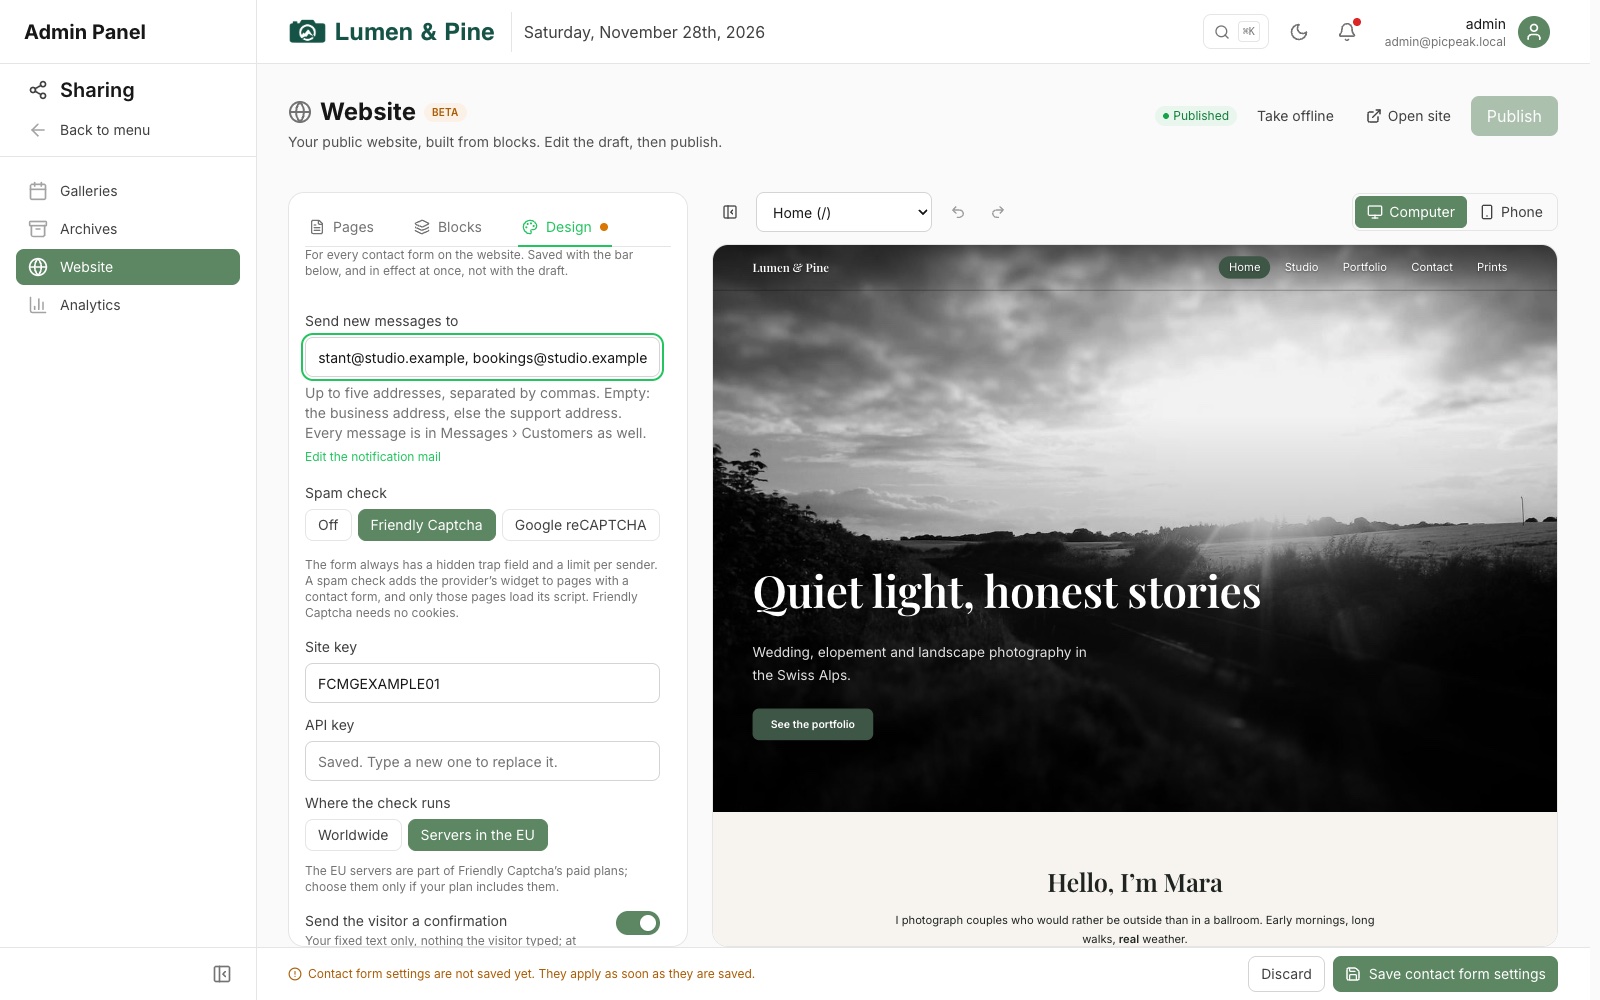 Admin Panel
Sharing
Back to menu
Galleries
Archives
Website
Analytics
Lumen & Pine
Saturday, November 28th, 2026
⌘K
admin
admin@picpeak.local
Website
BETA
Your public website, built from blocks. Edit the draft, then publish.
Published
Take offline
Open site
Publish
Pages
Blocks
Design
For every contact form on the website. Saved with the bar
below, and in effect at once, not with the draft.
Send new messages to
stant@studio.example, bookings@studio.example
Up to five addresses, separated by commas. Empty:
the business address, else the support address.
Every message is in Messages › Customers as well.
Edit the notification mail
Spam check
Off
Friendly Captcha
Google reCAPTCHA
The form always has a hidden trap field and a limit per sender.
A spam check adds the provider’s widget to pages with a
contact form, and only those pages load its script. Friendly
Captcha needs no cookies.
Site key
FCMGEXAMPLE01
API key
Saved. Type a new one to replace it.
Where the check runs
Worldwide
Servers in the EU
The EU servers are part of Friendly Captcha’s paid plans;
choose them only if your plan includes them.
Send the visitor a confirmation
Your fixed text only, nothing the visitor typed; at
Home (/)
Computer
Phone
Lumen & Pine
Home
Studio
Portfolio
Contact
Prints
Quiet light, honest stories
Wedding, elopement and landscape photography in
the Swiss Alps.
See the portfolio
Hello, I’m Mara
I photograph couples who would rather be outside than in a ballroom. Early mornings, long
walks, real weather.
Contact form settings are not saved yet. They apply as soon as they are saved.
Discard
Save contact form settings